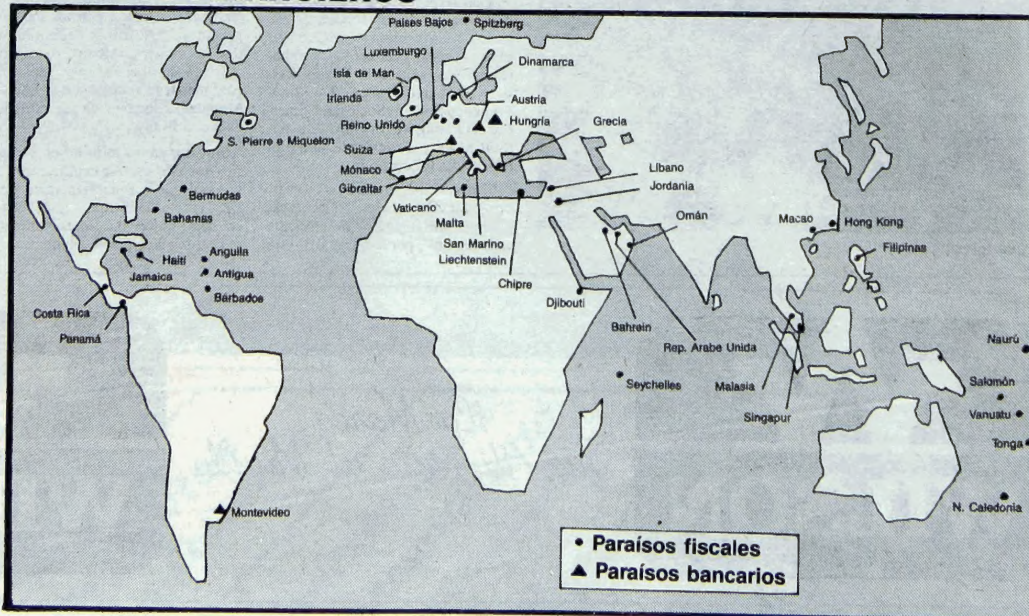 Países Bajos
Spitzberg
Luxemburgo
Dinamarca
Isla de Man
Irlanda
Austria
Hungría
Grecia
Reino Unido
S. Pierre e Miquelon
Suiza
Mónaco
Gibraltar
Vaticano
Malta
San Marino
Liechtenstein
Chipre
Líbano
Jordania
Omán
Macao
Hong Kong
Filipinas
Bermudas
Bahamas
Haití
Jamaica
Anguila
Antigua
Bárbados
Costa Rica
Panamá
Djibouti
Bahrein
Rep. Arabe Unida
Seychelles
Malasia
Singapur
Naurú
Salomón
Vanuatu
Tonga
N. Caledonia
Montevideo
• Paraísos fiscales
▲ Paraísos bancarios